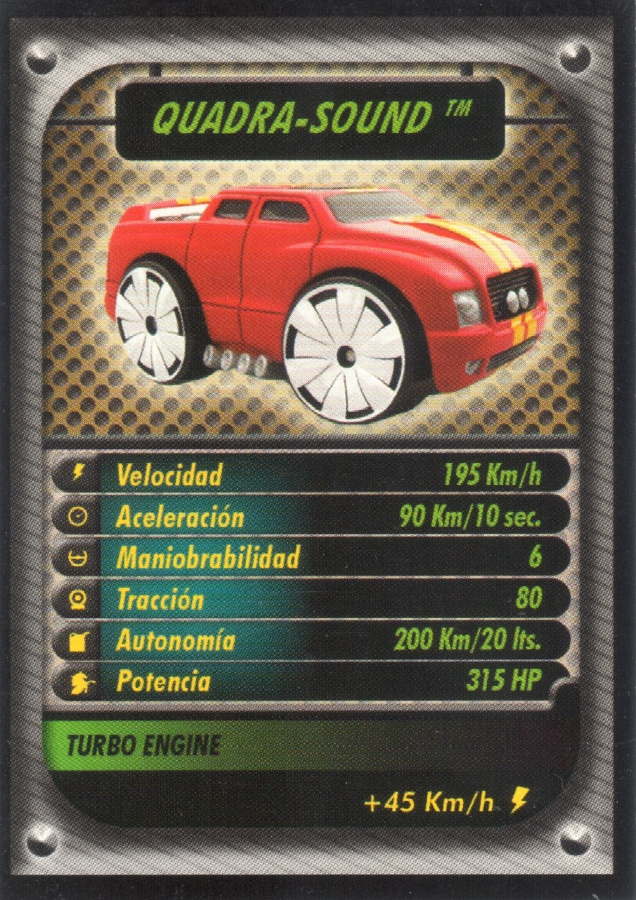 QUADRA-SOUND ™
Velocidad 195 Km/h
Aceleración 90 Km/10 sec.
Maniobrabilidad 6
Tracción 80
Autonomía 200 Km/20 lts.
Potencia 315 HP
TURBO ENGINE
+45 Km/h